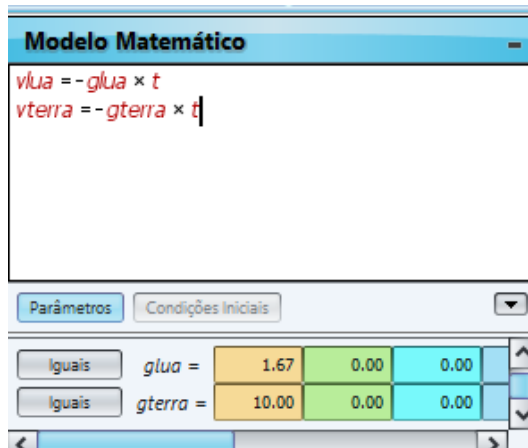 Modelo Matemático
vlua =-glua × t
vterra =-gterra × t
Parâmetros Condições Iniciais
Iguais glua = 1.67 0.00 0.00
Iguais gterra = 10.00 0.00 0.00